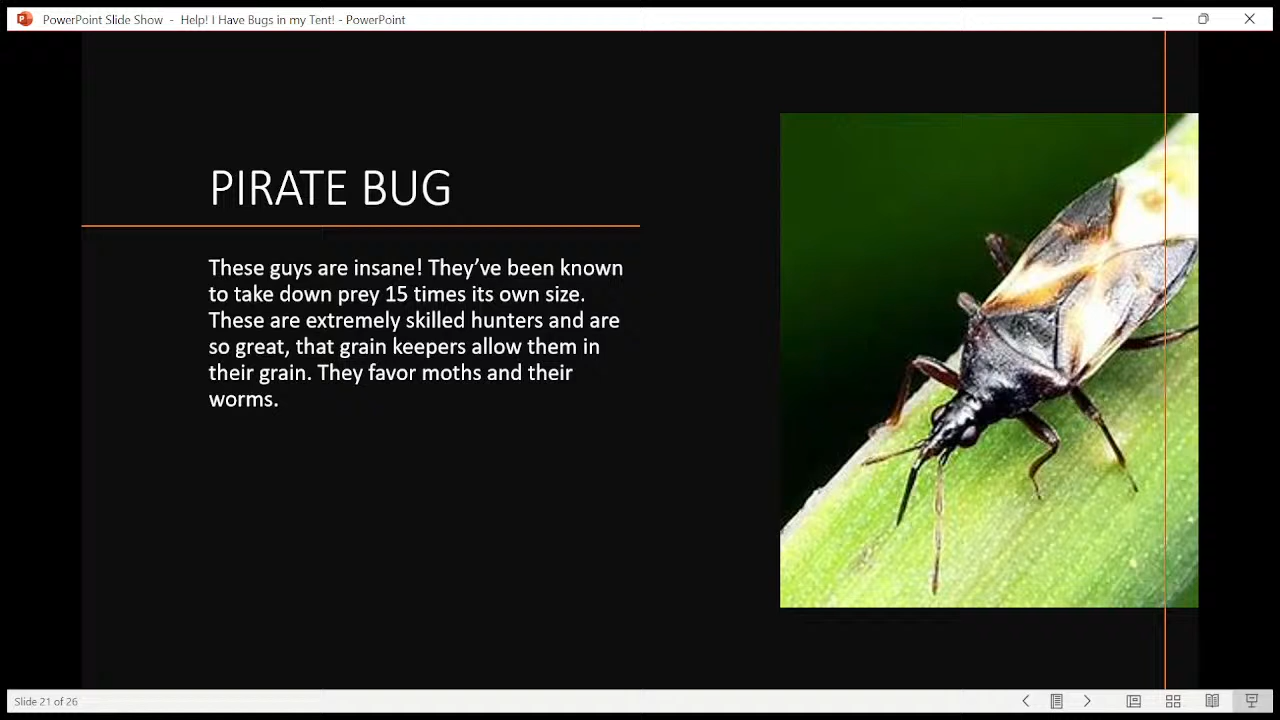 PowerPoint Slide Show - Help! I Have Bugs in my Tent! - PowerPoint
PIRATE BUG
These guys are insane! They’ve been known
to take down prey 15 times its own size.
These are extremely skilled hunters and are
so great, that grain keepers allow them in
their grain. They favor moths and their
worms.
Slide 21 of 26